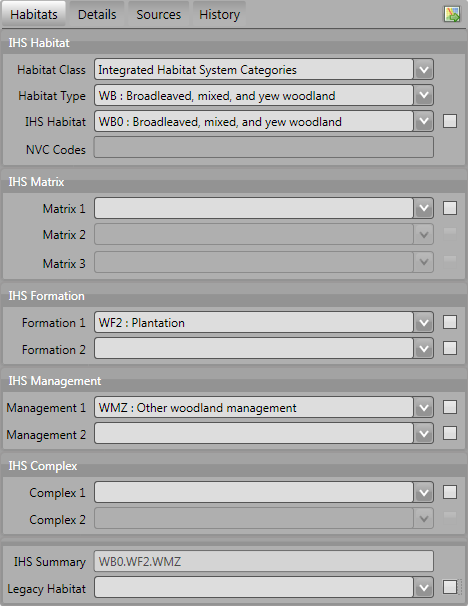 Habitats Details Sources History
IHS Habitat
Habitat Class Integrated Habitat System Categories
Habitat Type WB : Broadleaved, mixed, and yew woodland
IHS Habitat WB0 : Broadleaved, mixed, and yew woodland
NVC Codes
IHS Matrix
Matrix 1
Matrix 2
Matrix 3
IHS Formation
Formation 1 WF2 : Plantation
Formation 2
IHS Management
Management 1 WMZ : Other woodland management
Management 2
IHS Complex
Complex 1
Complex 2
IHS Summary WB0.WF2.WMZ
Legacy Habitat